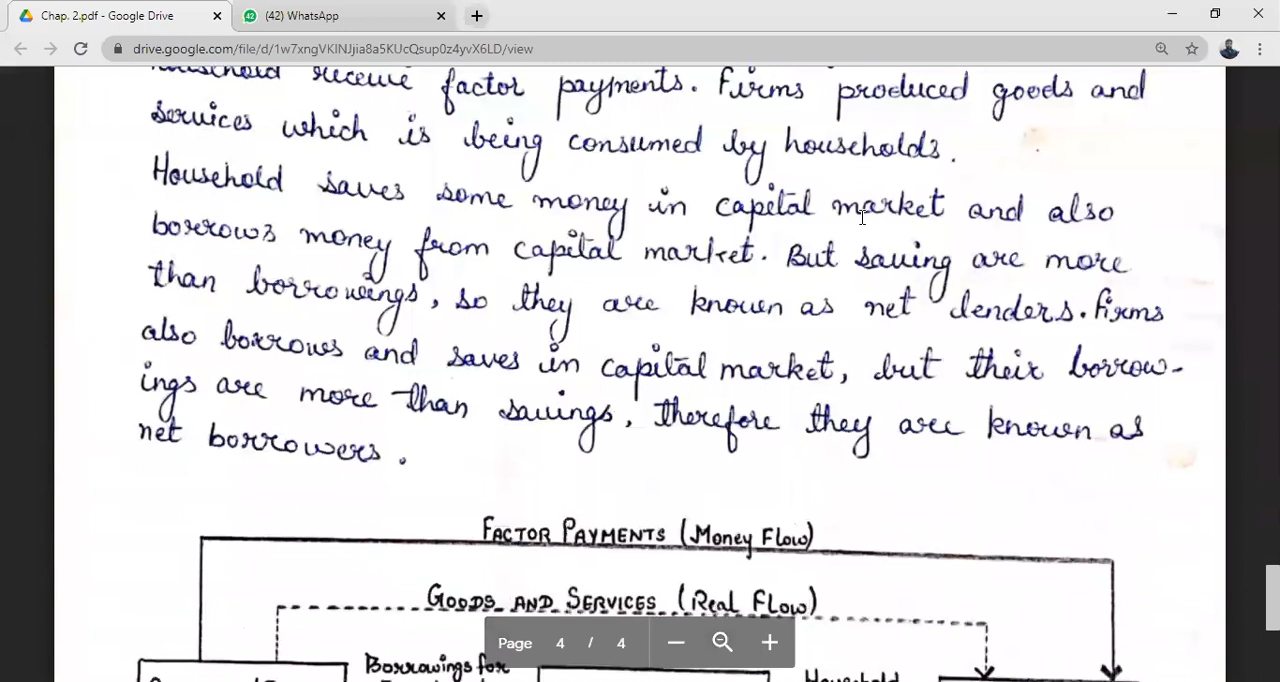 Chap. 2.pdf - Google Drive
(42) WhatsApp
drive.google.com/file/d/1w7xngVKlNJjia8a5KUcQsup0z4yvX6LD/view
household receive factor payments. Firms produced goods and
services which is being consumed by households.
Household saves some money in capital market and also
borrows money from capital market. But saving are more
than borrowings, so they are known as net lenders. Firms
also borrows and saves in capital market, but their borrow-
ings are more than savings, therefore they are known as
net borrowers.
FACTOR PAYMENTS (Money Flow)
GOODS AND SERVICES (Real Flow)
Page 4 / 4
Borrowings for
Household